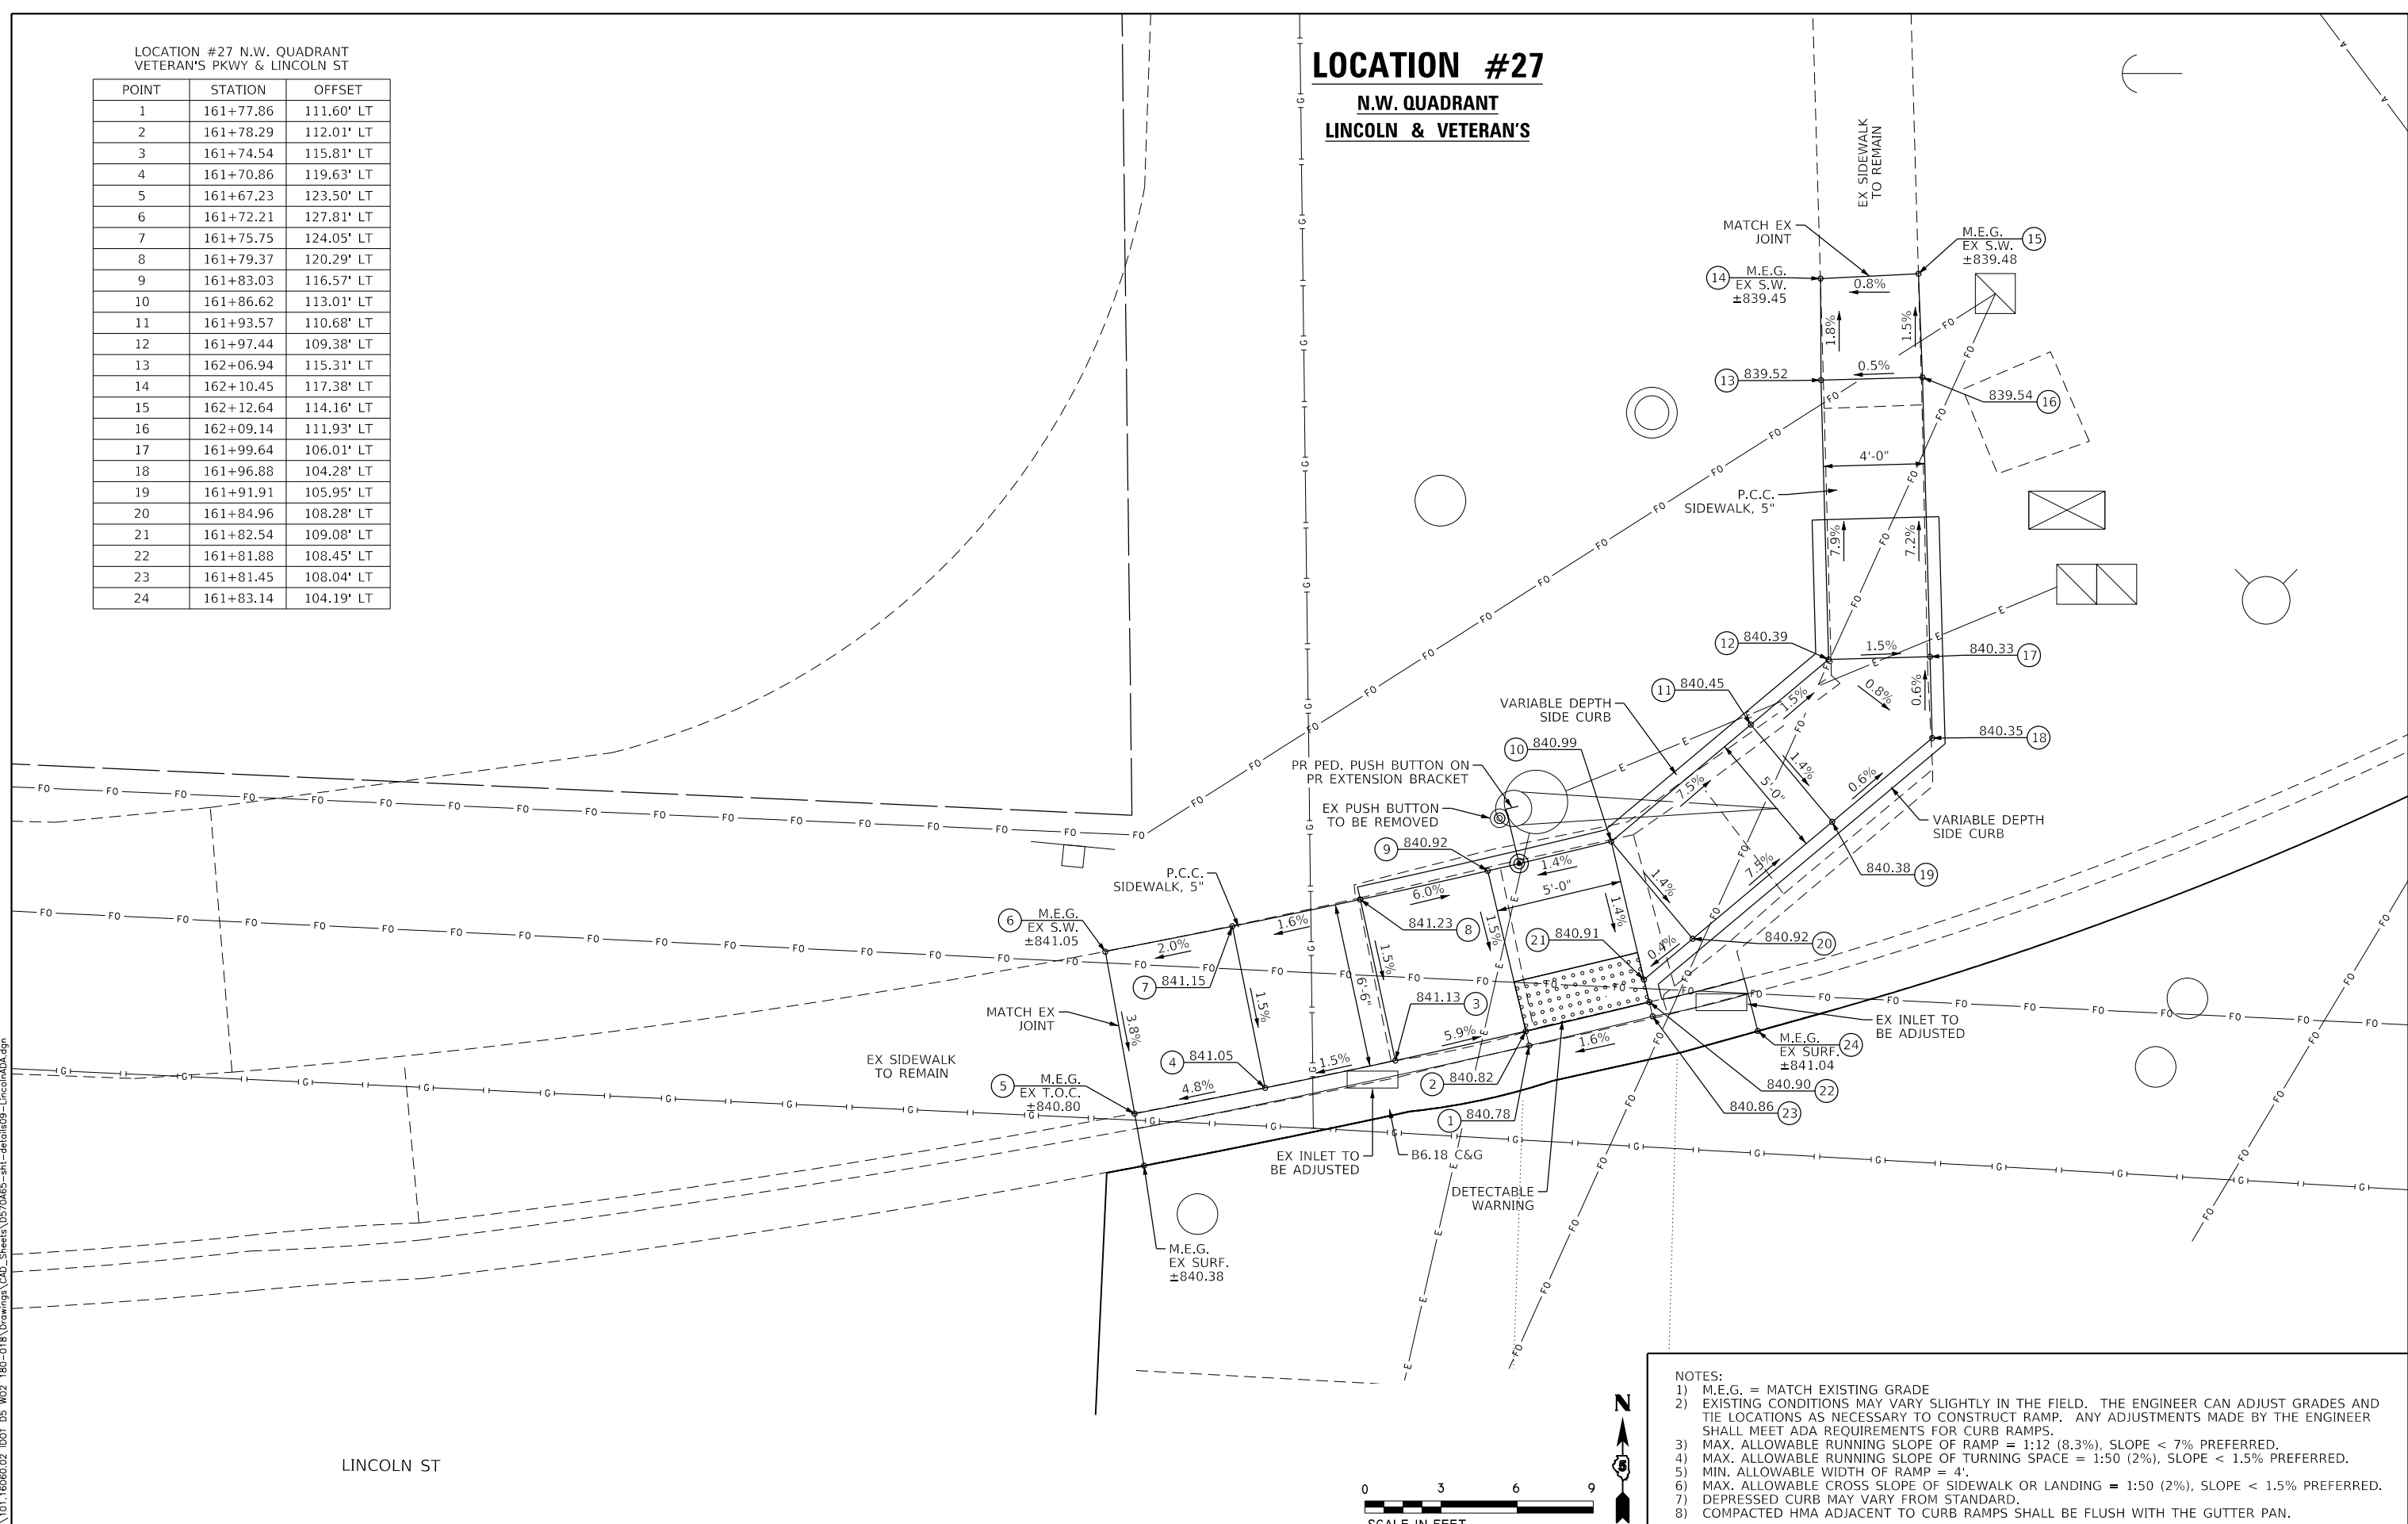 LOCATION #27 N.W. QUADRANT
VETERAN'S PKWY & LINCOLN ST
POINT STATION OFFSET
1 161+77.86 111.60' LT
2 161+78.29 112.01' LT
3 161+74.54 115.81' LT
4 161+70.86 119.63' LT
5 161+67.23 123.50' LT
6 161+72.21 127.81' LT
7 161+75.75 124.05' LT
8 161+79.37 120.29' LT
9 161+83.03 116.57' LT
10 161+86.62 113.01' LT
11 161+93.57 110.68' LT
12 161+97.44 109.38' LT
13 162+06.94 115.31' LT
14 162+10.45 117.38' LT
15 162+12.64 114.16' LT
16 162+09.14 111.93' LT
17 161+99.64 106.01' LT
18 161+96.88 104.28' LT
19 161+91.91 105.95' LT
20 161+84.96 108.28' LT
21 161+82.54 109.08' LT
22 161+81.88 108.45' LT
23 161+81.45 108.04' LT
24 161+83.14 104.19' LT
LOCATION #27
N.W. QUADRANT
LINCOLN & VETERAN'S
EX SIDEWALK
TO REMAIN
MATCH EX
JOINT
M.E.G. 15
EX S.W.
±839.48
14 M.E.G.
EX S.W.
±839.45
0.8%
1.8%
1.5%
0.5%
13 839.52
839.54 16
4'-0"
P.C.C.
SIDEWALK, 5"
7.9%
7.2%
12 840.39
1.5%
840.33 17
11 840.45
1.5%
0.8%
0.6%
VARIABLE DEPTH
SIDE CURB
10 840.99
840.35 18
PR PED. PUSH BUTTON ON
PR EXTENSION BRACKET
EX PUSH BUTTON
TO BE REMOVED
7.5%
5'-0"
1.4%
0.6%
VARIABLE DEPTH
SIDE CURB
9 840.92
1.4%
5'-0"
1.4%
7.5%
840.38 19
P.C.C.
SIDEWALK, 5"
6.0%
6 M.E.G.
EX S.W.
±841.05
1.6%
2.0%
841.23 8
1.5%
1.4%
21 840.91
0.4%
840.92 20
7 841.15
1.5%
6'-6"
1.5%
841.13 3
MATCH EX
JOINT
3.8%
EX SIDEWALK
TO REMAIN
4 841.05
5.9%
1.5%
1.6%
EX INLET TO
BE ADJUSTED
M.E.G. 24
EX SURF.
±841.04
5 M.E.G.
EX T.O.C.
±840.80
4.8%
2 840.82
840.90 22
1 840.78
840.86 23
EX INLET TO
BE ADJUSTED
B6.18 C&G
DETECTABLE
WARNING
M.E.G.
EX SURF.
±840.38
LINCOLN ST
N
5
0 3 6 9
SCALE IN FEET
NOTES:
1) M.E.G. = MATCH EXISTING GRADE
2) EXISTING CONDITIONS MAY VARY SLIGHTLY IN THE FIELD. THE ENGINEER CAN ADJUST GRADES AND
TIE LOCATIONS AS NECESSARY TO CONSTRUCT RAMP. ANY ADJUSTMENTS MADE BY THE ENGINEER
SHALL MEET ADA REQUIREMENTS FOR CURB RAMPS.
3) MAX. ALLOWABLE RUNNING SLOPE OF RAMP = 1:12 (8.3%), SLOPE < 7% PREFERRED.
4) MAX. ALLOWABLE RUNNING SLOPE OF TURNING SPACE = 1:50 (2%), SLOPE < 1.5% PREFERRED.
5) MIN. ALLOWABLE WIDTH OF RAMP = 4'.
6) MAX. ALLOWABLE CROSS SLOPE OF SIDEWALK OR LANDING = 1:50 (2%), SLOPE < 1.5% PREFERRED.
7) DEPRESSED CURB MAY VARY FROM STANDARD.
8) COMPACTED HMA ADJACENT TO CURB RAMPS SHALL BE FLUSH WITH THE GUTTER PAN.